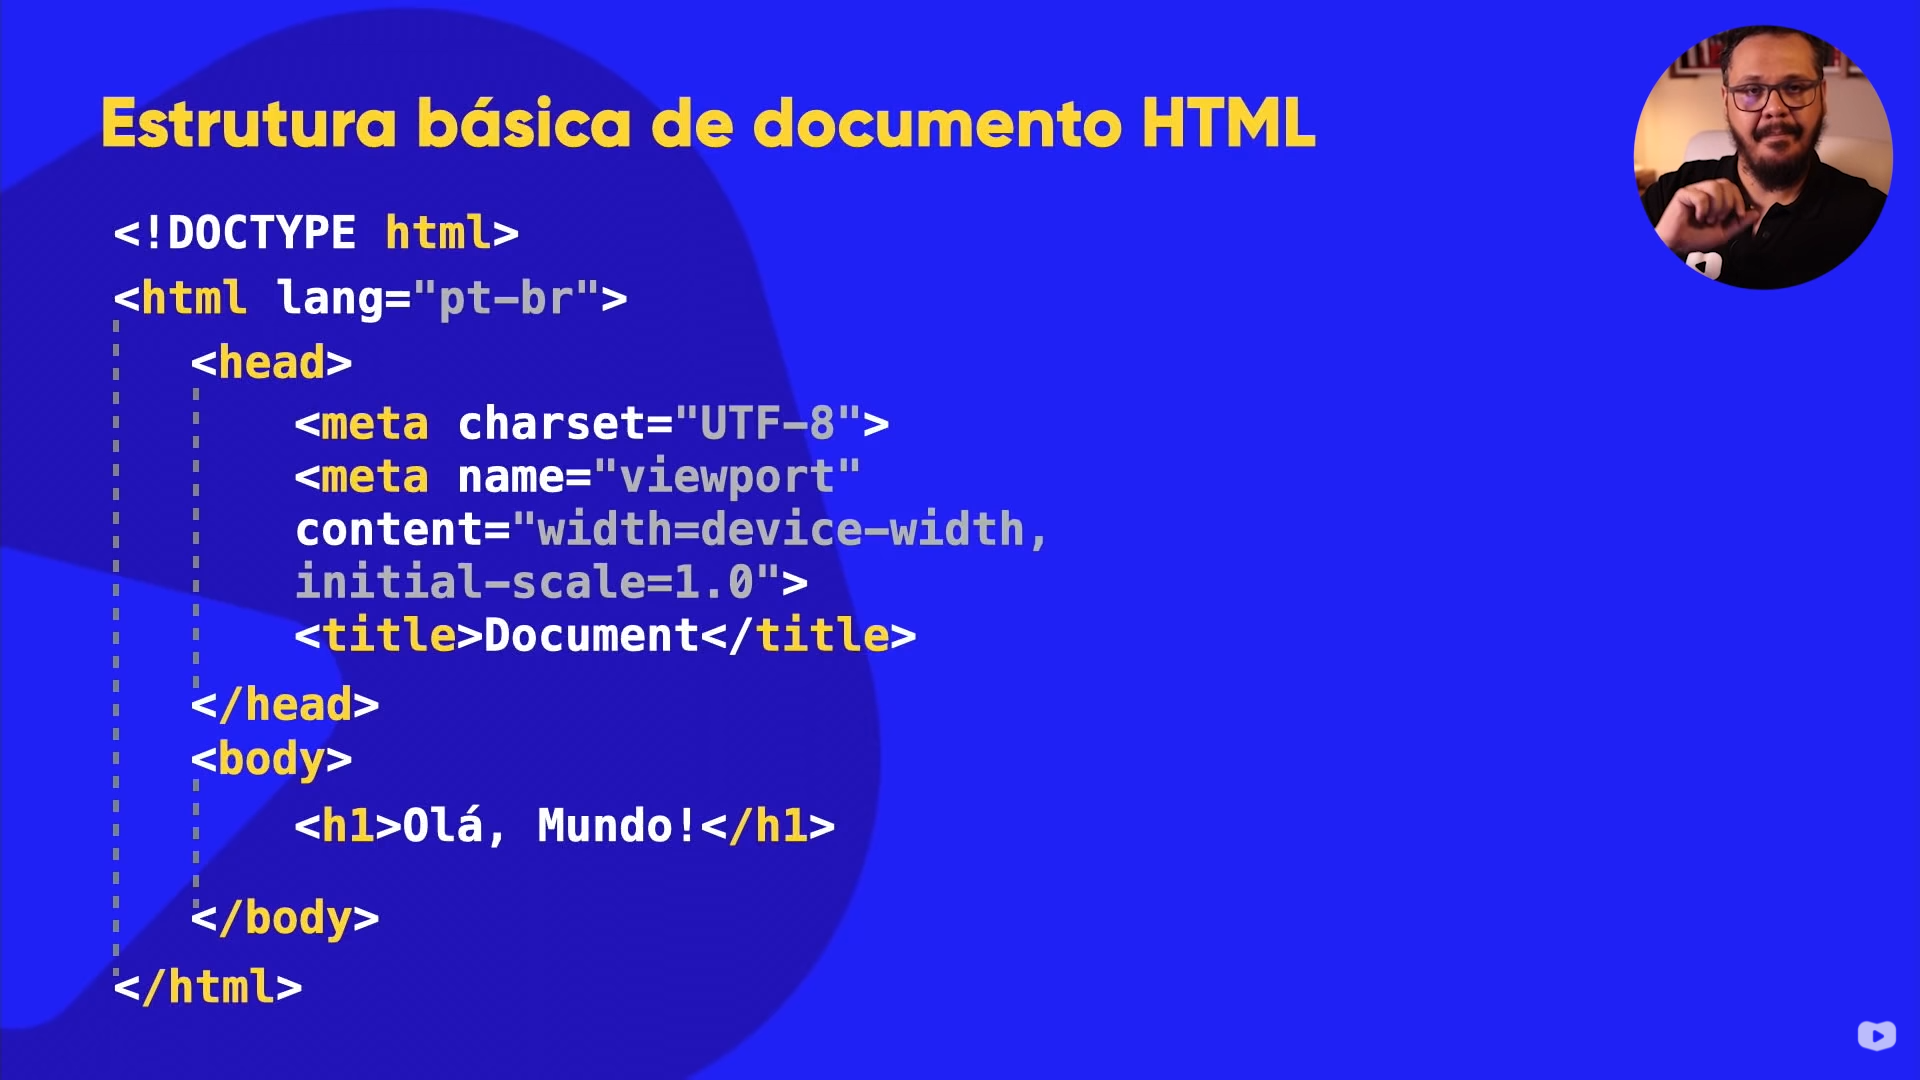 Estrutura básica de documento HTML
<!DOCTYPE html>
<html lang="pt-br">
<head>
<meta charset="UTF-8">
<meta name="viewport"
content="width=device-width,
initial-scale=1.0">
<title>Document</title>
</head>
<body>
<h1>Olá, Mundo!</h1>
</body>
</html>